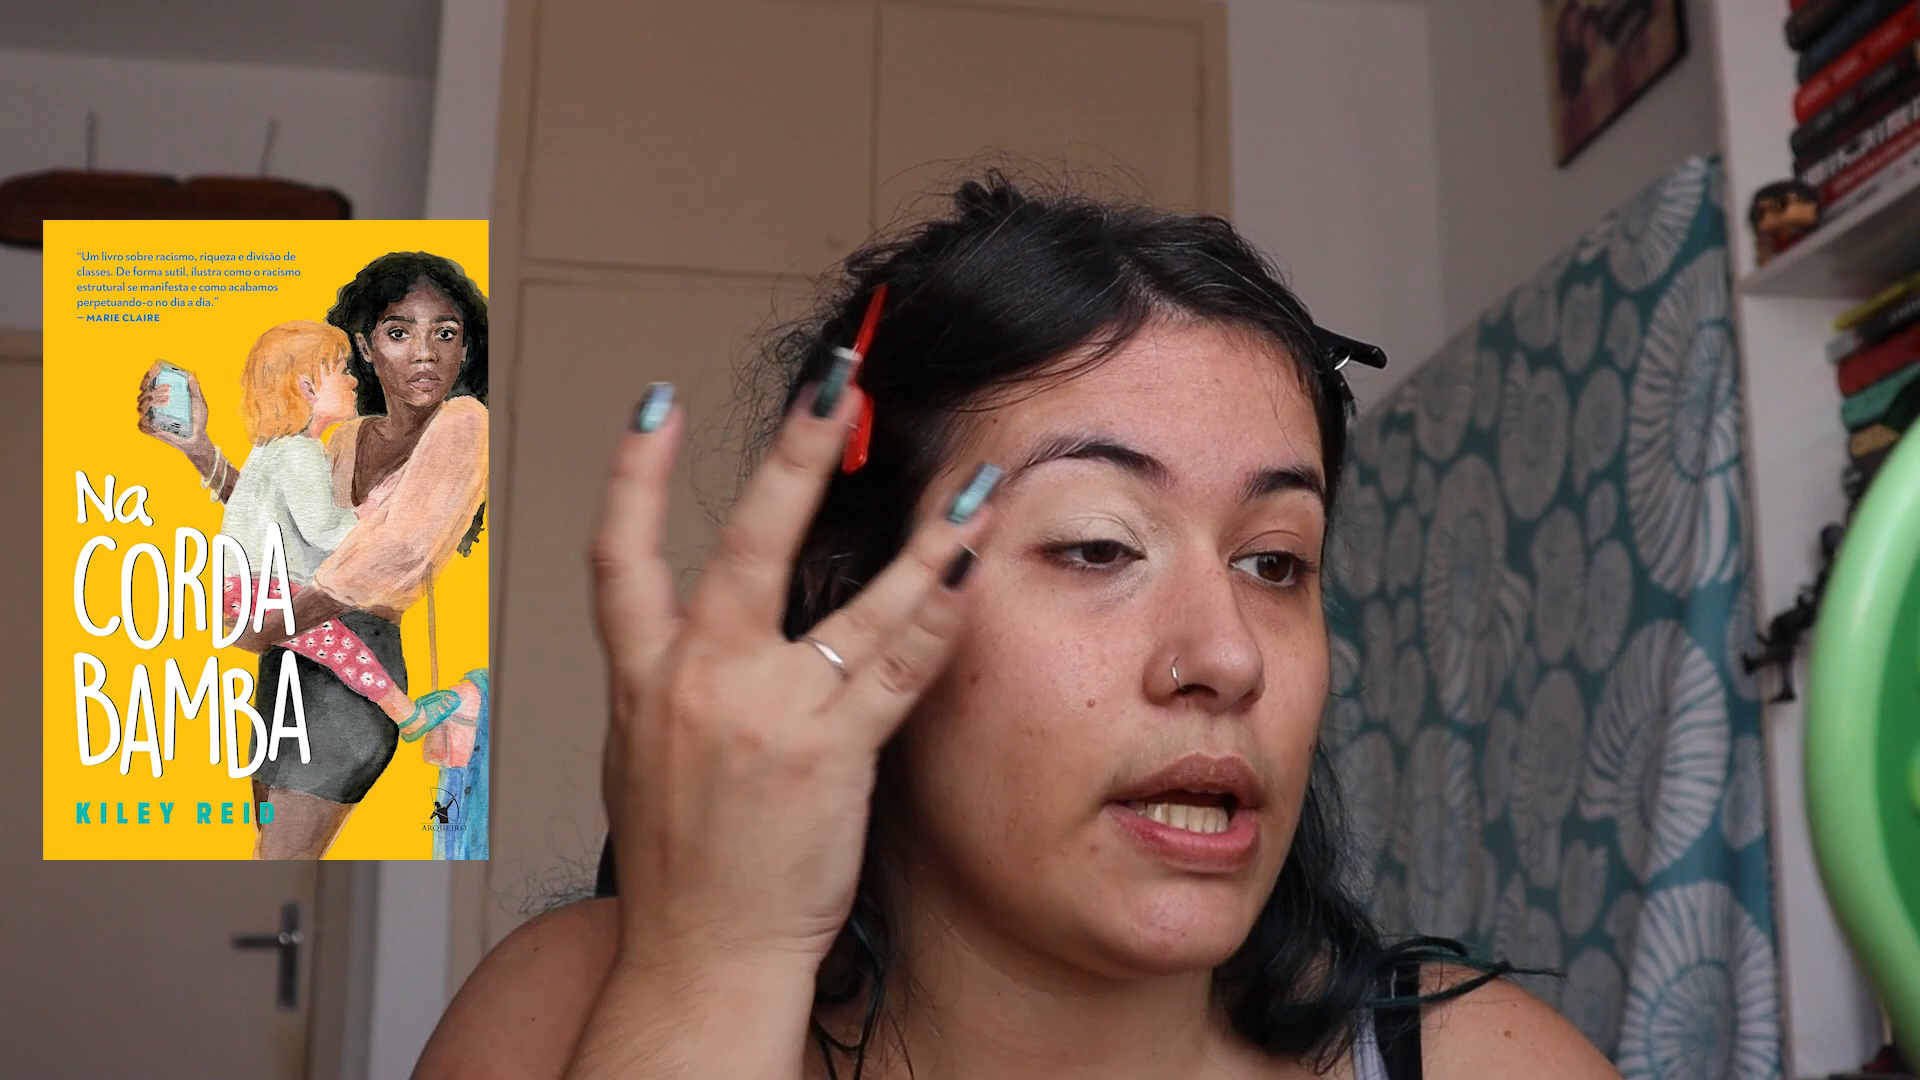 “Um livro sobre racismo, riqueza e divisão de
classes. De forma sutil, ilustra como o racismo
estrutural se manifesta e como acabamos
perpetuando-o no dia a dia.”
– MARIE CLAIRE
Na
CORDA
BAMBA
KILEY REID
ARQUEIRO